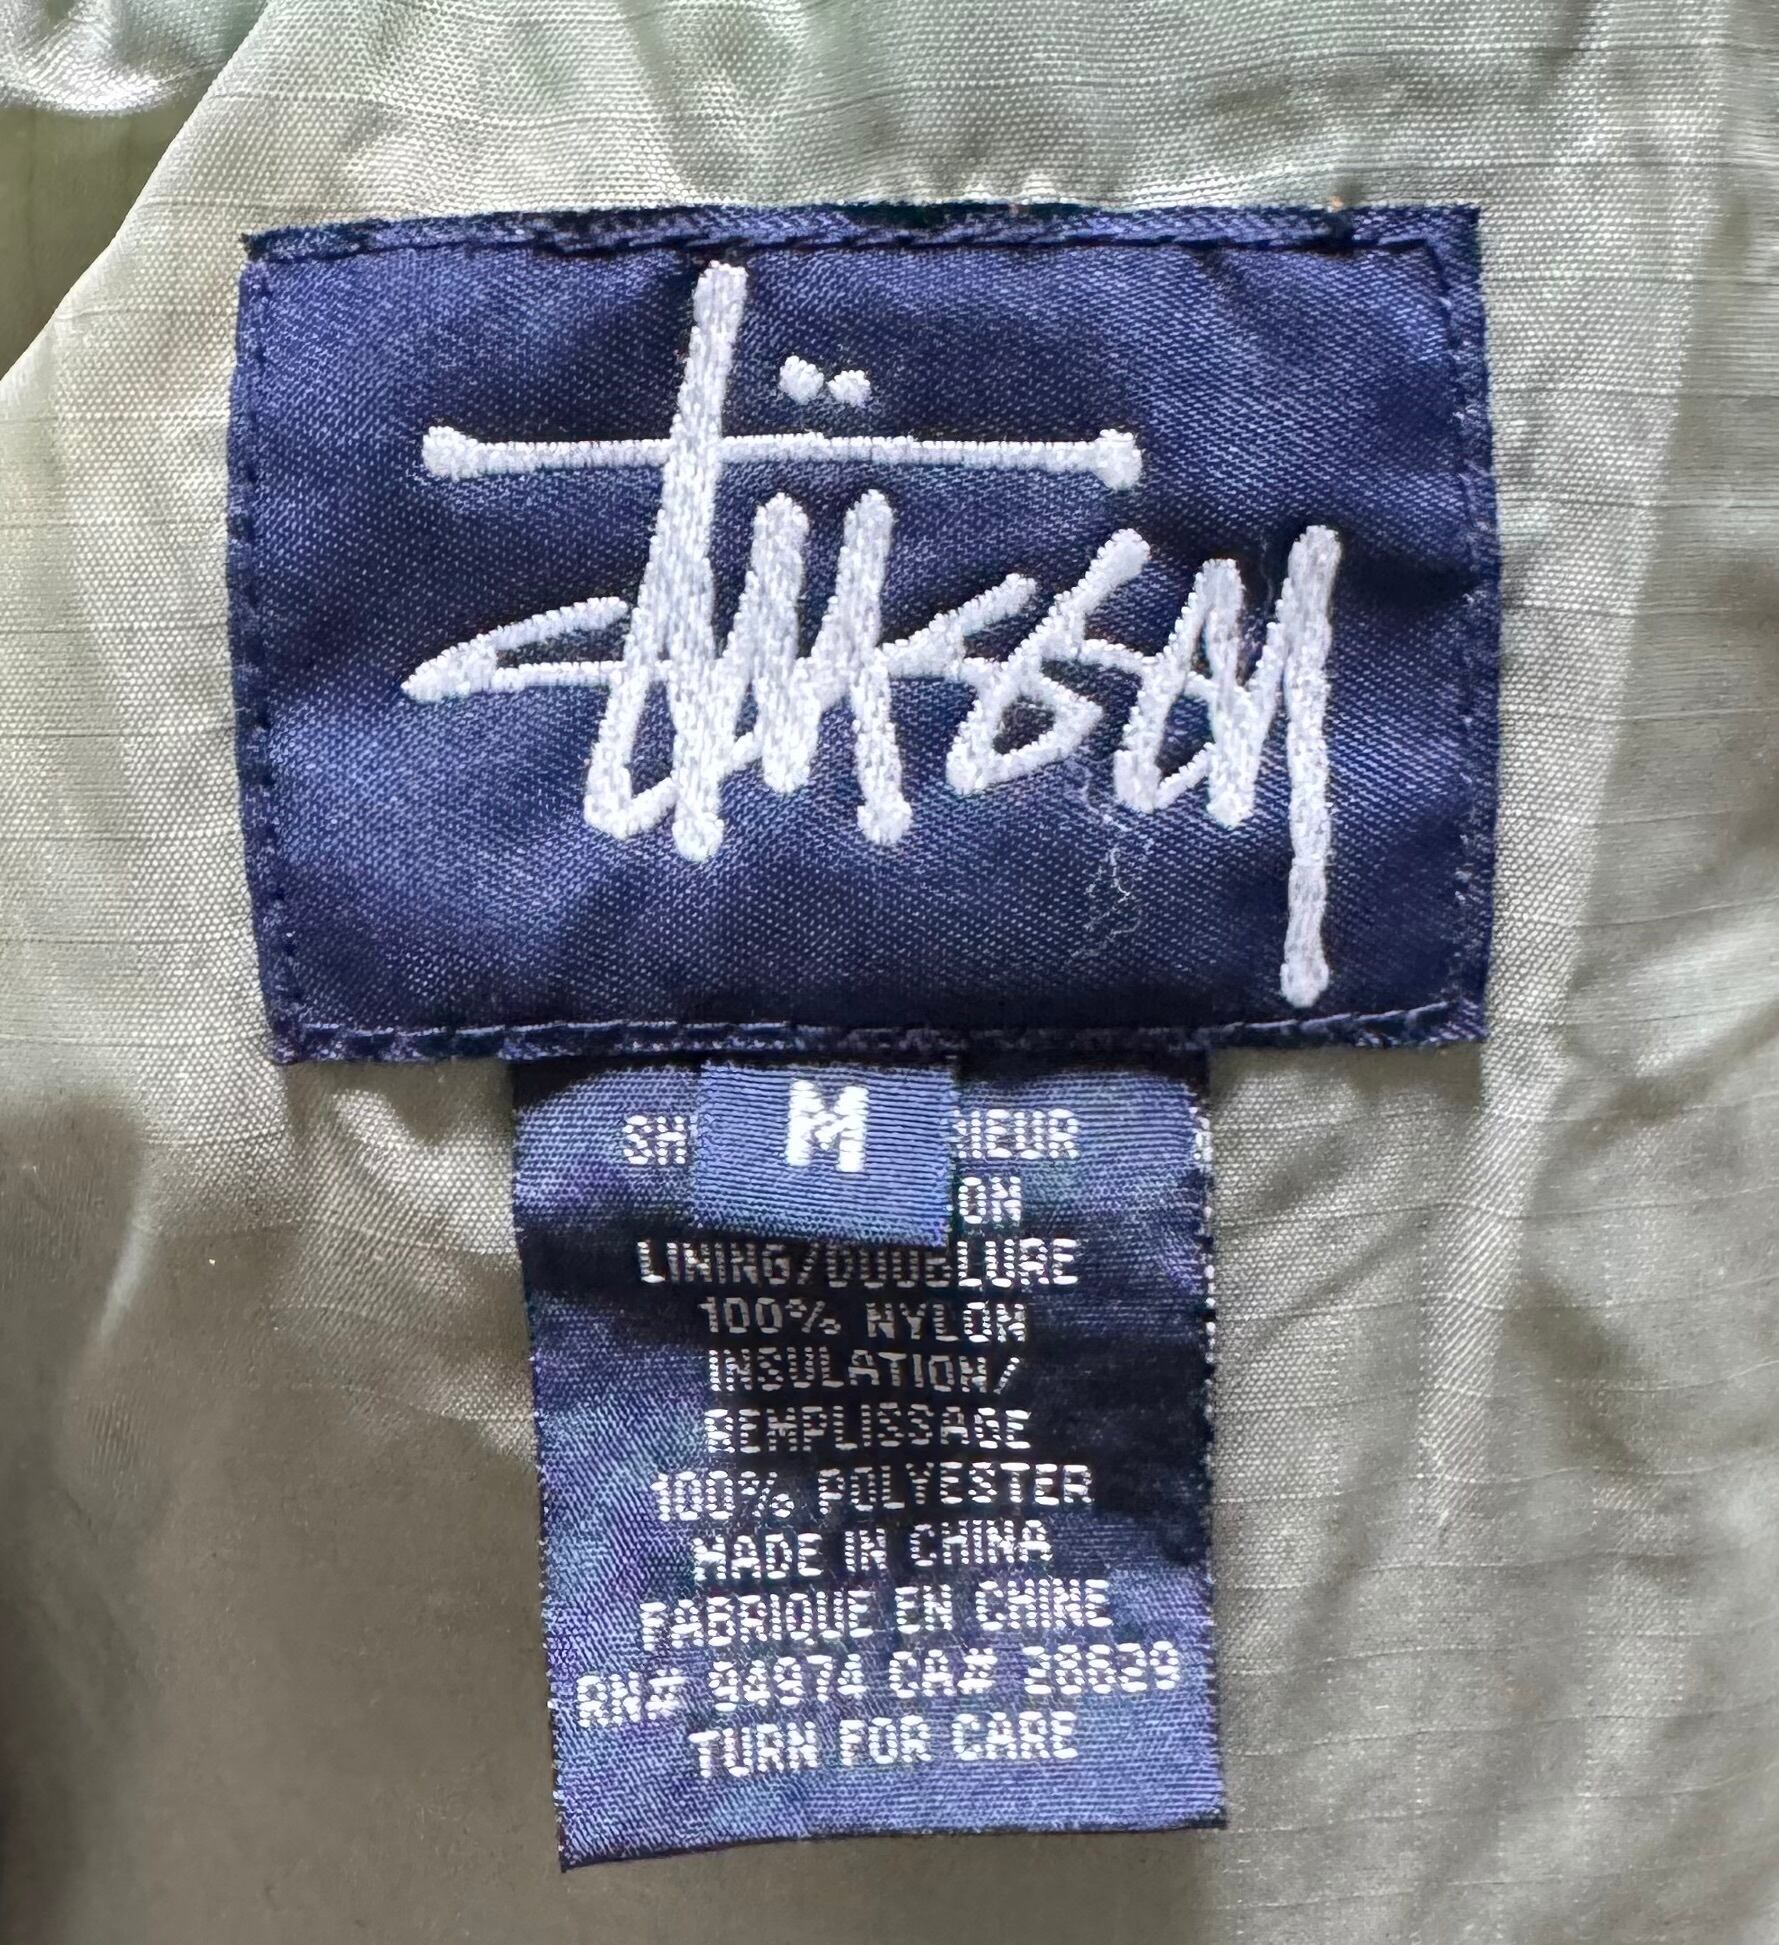 Stüssy
M
LINING/DOUBLURE
100% NYLON
INSULATION/
REMPLISSAGE
100% POLYESTER
MADE IN CHINA
FABRIQUE EN CHINE
RN# 94974 CA# 28829
TURN FOR CARE